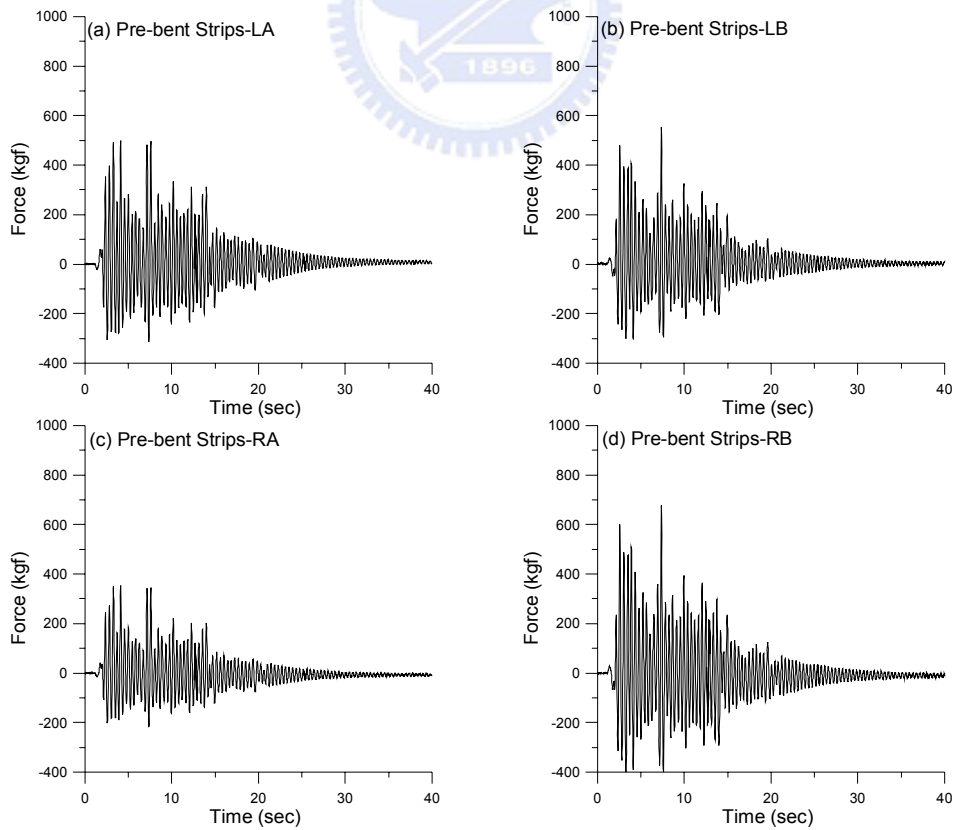 (a) Pre-bent Strips-LA
1000
800
600
400
200
0
-200
-400
Force (kgf)
0 10 20 30 40
Time (sec)
(b) Pre-bent Strips-LB
1000
800
600
400
200
0
-200
-400
Force (kgf)
0 10 20 30 40
Time (sec)
1896
(c) Pre-bent Strips-RA
1000
800
600
400
200
0
-200
-400
Force (kgf)
0 10 20 30 40
Time (sec)
(d) Pre-bent Strips-RB
1000
800
600
400
200
0
-200
-400
Force (kgf)
0 10 20 30 40
Time (sec)